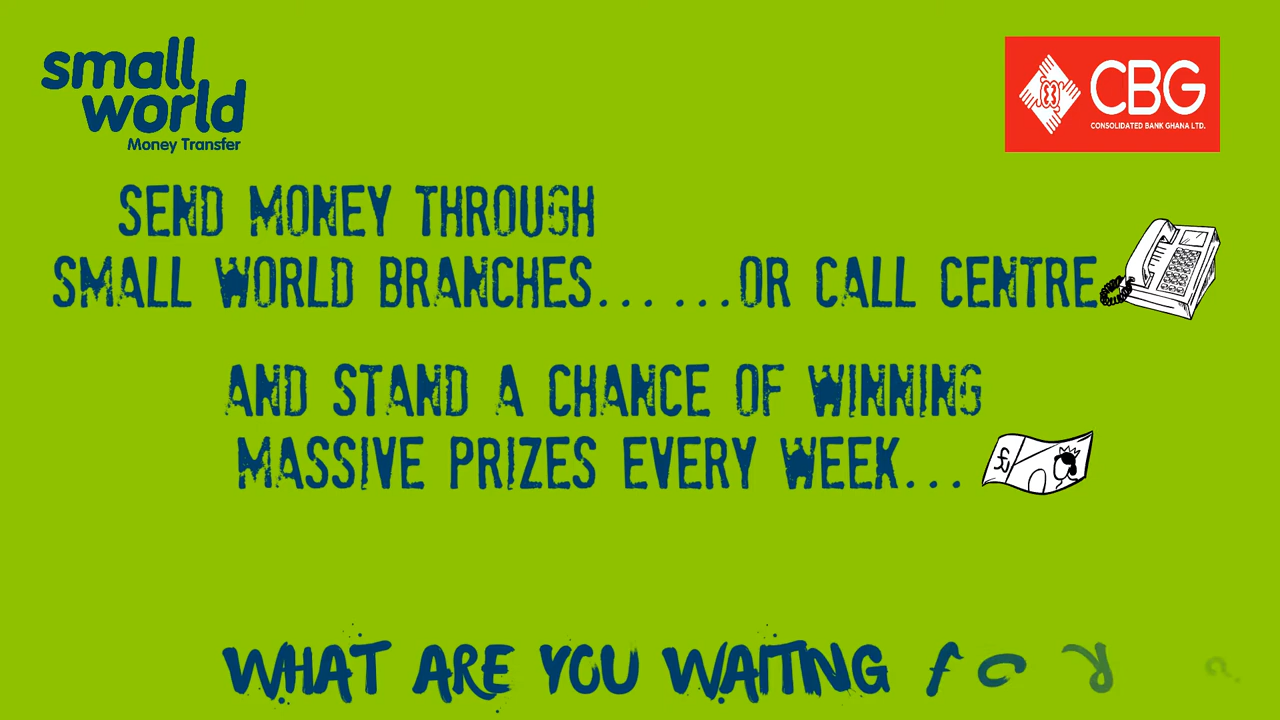 small
world
Money Transfer
CBG
CONSOLIDATED BANK GHANA LTD.
SEND MONEY THROUGH
SMALL WORLD BRANCHES... ...OR CALL CENTRE
AND STAND A CHANCE OF WINNING
MASSIVE PRIZES EVERY WEEK...
£
WHAT ARE YOU WAITING for